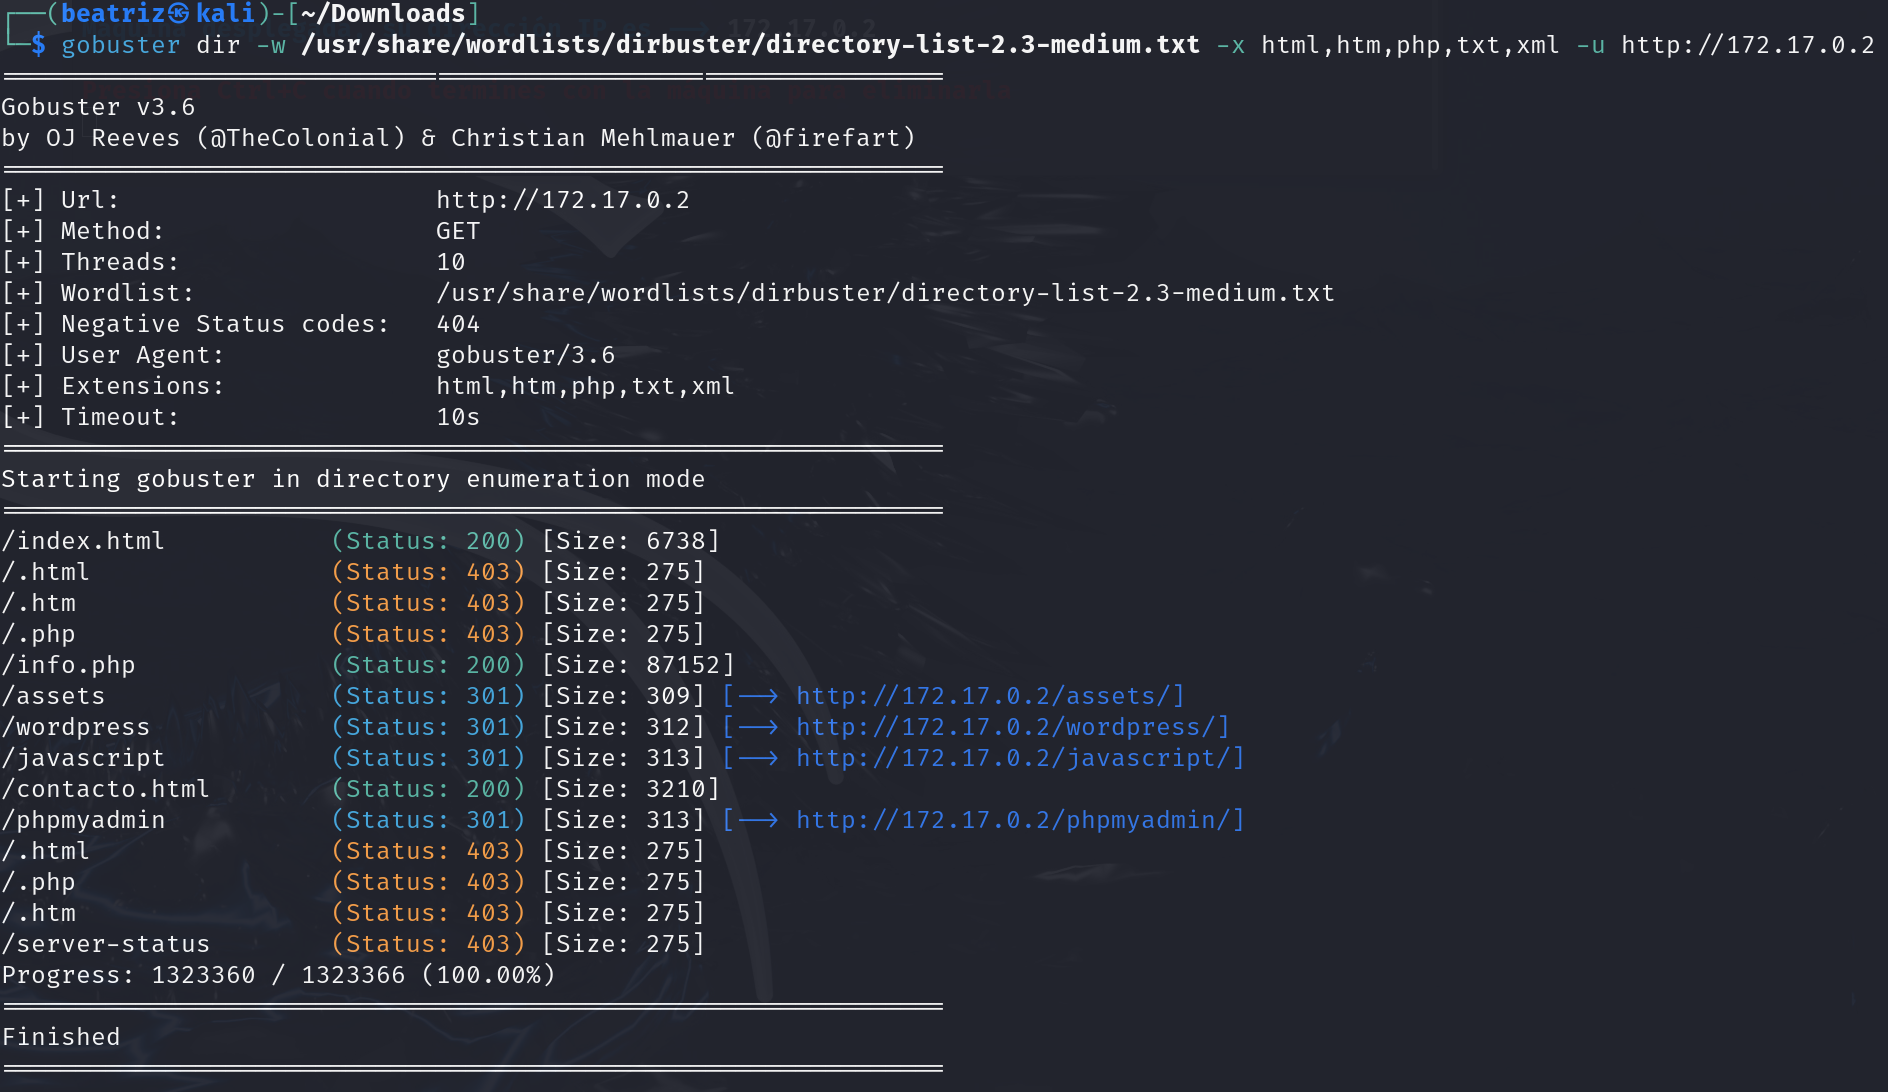 ┌──(beatriz㉿kali)-[~/Downloads]
└─$ gobuster dir -w /usr/share/wordlists/dirbuster/directory-list-2.3-medium.txt -x html,htm,php,txt,xml -u http://172.17.0.2
===============================================================
Gobuster v3.6
by OJ Reeves (@TheColonial) & Christian Mehlmauer (@firefart)
===============================================================
[+] Url:                     http://172.17.0.2
[+] Method:                  GET
[+] Threads:                 10
[+] Wordlist:                /usr/share/wordlists/dirbuster/directory-list-2.3-medium.txt
[+] Negative Status codes:   404
[+] User Agent:              gobuster/3.6
[+] Extensions:              html,htm,php,txt,xml
[+] Timeout:                 10s
===============================================================
Starting gobuster in directory enumeration mode
===============================================================
/index.html           (Status: 200) [Size: 6738]
/.html                (Status: 403) [Size: 275]
/.htm                 (Status: 403) [Size: 275]
/.php                 (Status: 403) [Size: 275]
/info.php             (Status: 200) [Size: 87152]
/assets               (Status: 301) [Size: 309] [--> http://172.17.0.2/assets/]
/wordpress            (Status: 301) [Size: 312] [--> http://172.17.0.2/wordpress/]
/javascript           (Status: 301) [Size: 313] [--> http://172.17.0.2/javascript/]
/contacto.html        (Status: 200) [Size: 3210]
/phpmyadmin           (Status: 301) [Size: 313] [--> http://172.17.0.2/phpmyadmin/]
/.html                (Status: 403) [Size: 275]
/.php                 (Status: 403) [Size: 275]
/.htm                 (Status: 403) [Size: 275]
/server-status        (Status: 403) [Size: 275]
Progress: 1323360 / 1323366 (100.00%)
===============================================================
Finished
===============================================================